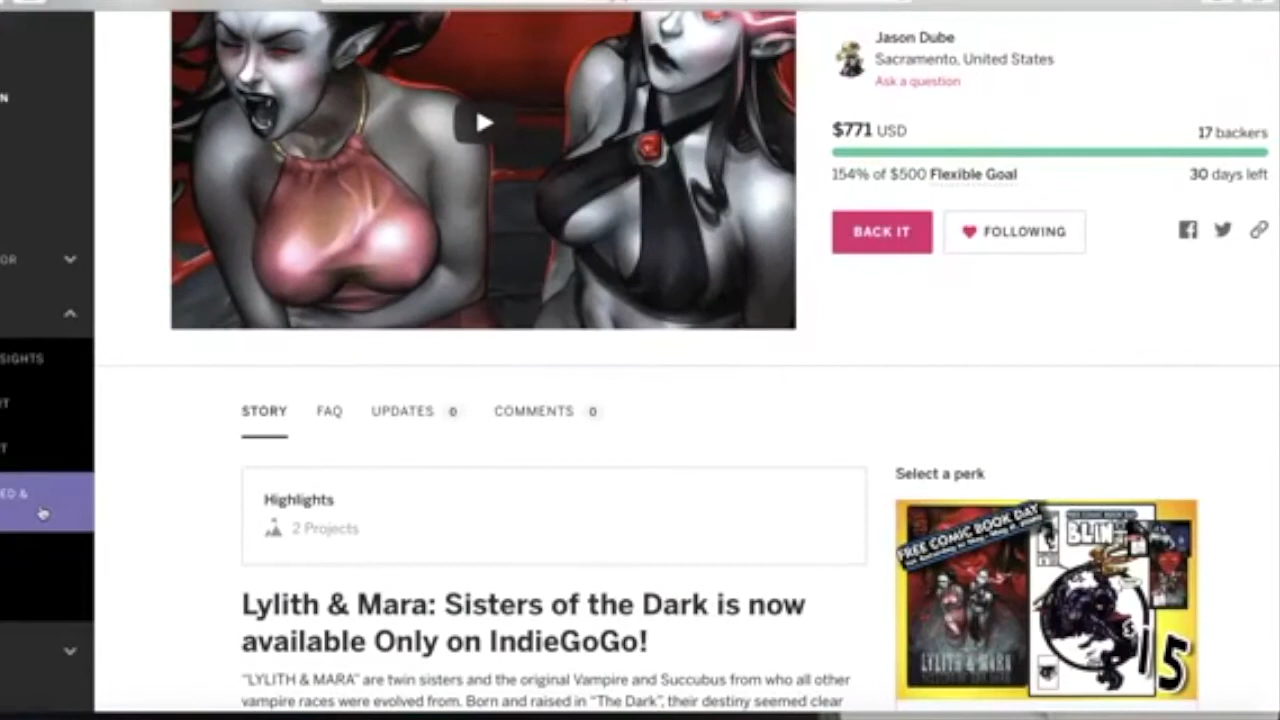 N
Jason Dube
Sacramento, United States
Ask a question
$771 USD
17 backers
154% of $500 Flexible Goal
30 days left
BACK IT
FOLLOWING
OR
SIGHTS
IT
T
ED &
STORY
FAQ
UPDATES 0
COMMENTS 0
Highlights
2 Projects
Select a perk
FREE COMIC BOOK DAY
LYLITH & MARA
$15
Lylith & Mara: Sisters of the Dark is now
available Only on IndieGoGo!
"LYLITH & MARA" are twin sisters and the original Vampire and Succubus from who all other
vampire races were evolved from. Born and raised in "The Dark", their destiny seemed clear